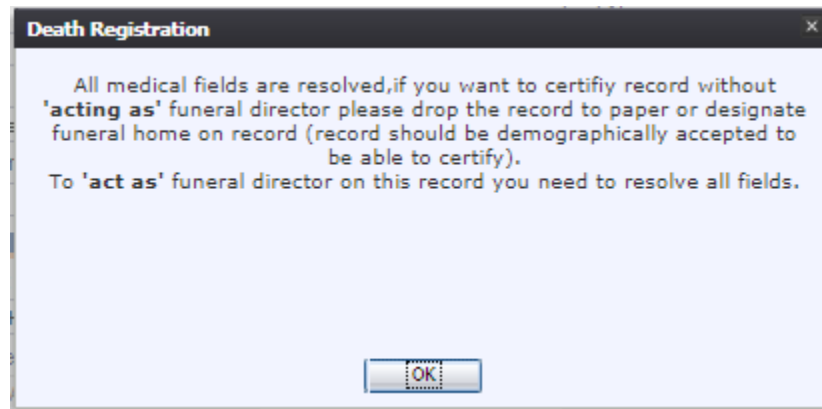 Death Registration
All medical fields are resolved,if you want to certifiy record without
'acting as' funeral director please drop the record to paper or designate
funeral home on record (record should be demographically accepted to
be able to certify).
To 'act as' funeral director on this record you need to resolve all fields.
OK